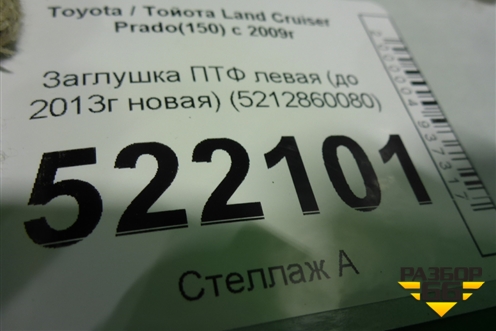 Toyota / Тойота Land Cruiser
Prado(150) с 2009г
Заглушка ПТФ левая (до
2013г новая) (5212860080)
522101
Стеллаж А
РАЗБОР